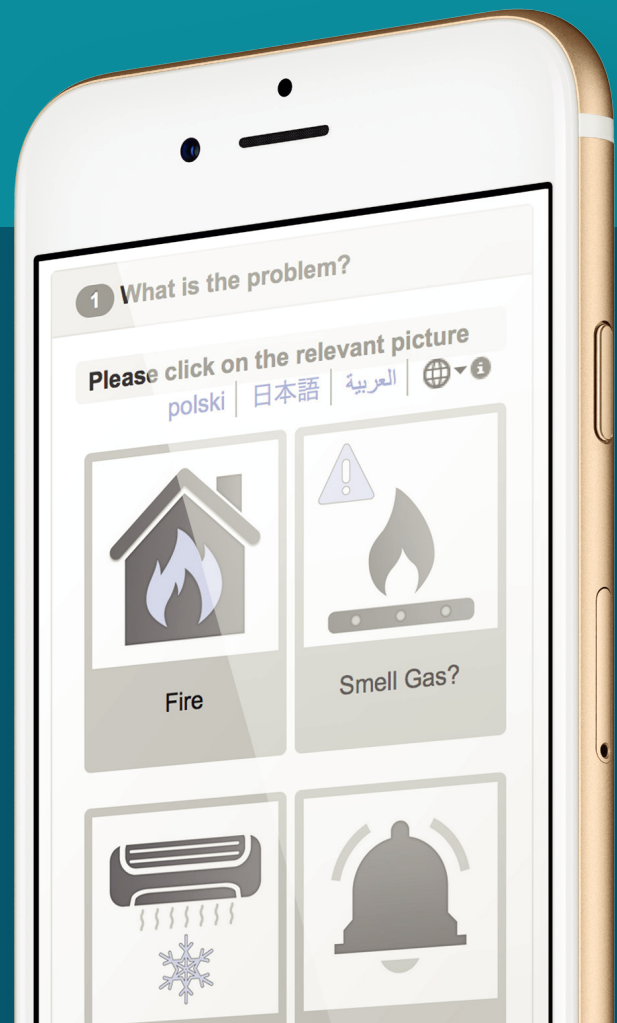 1 What is the problem?
Please click on the relevant picture
polski | 日本語 | العربية
Fire
Smell Gas?